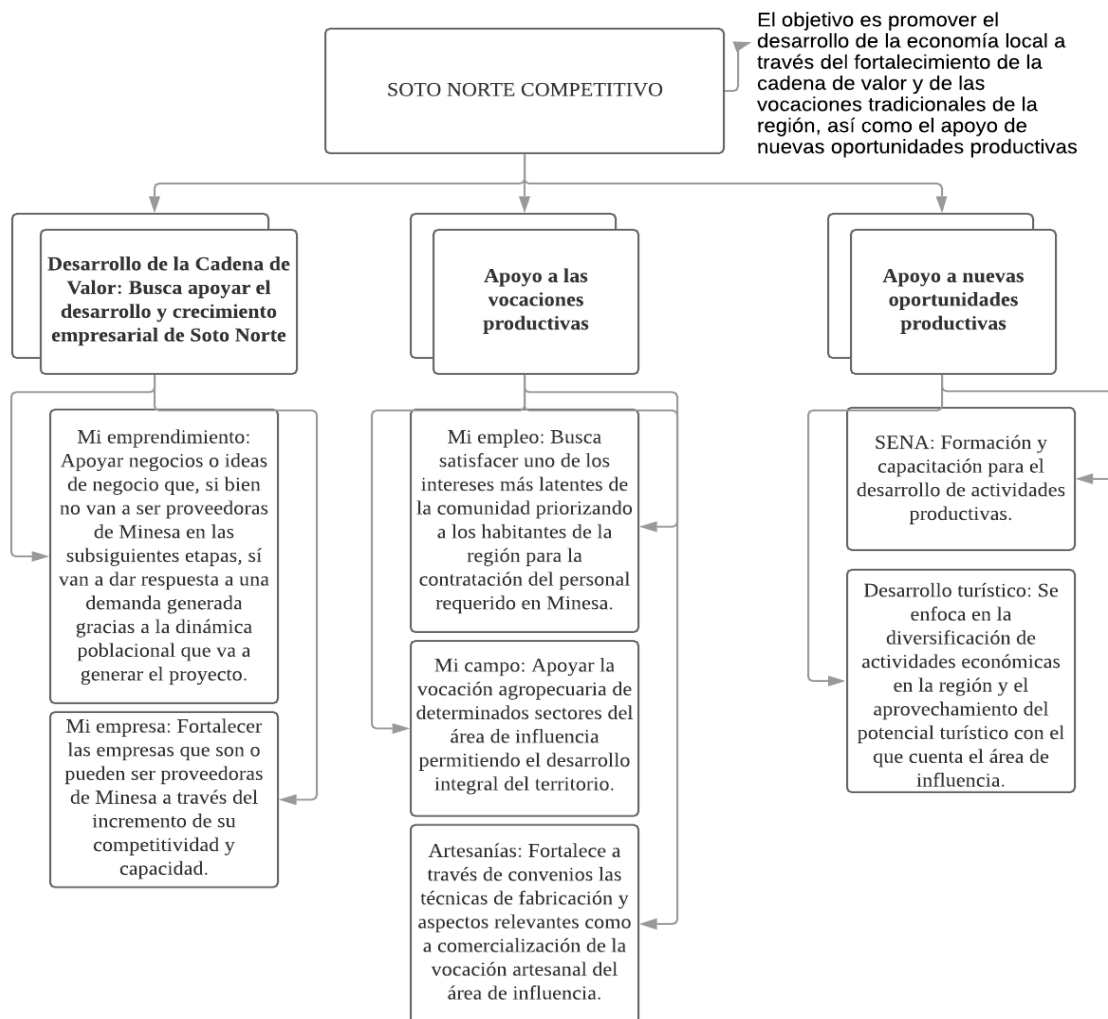 El objetivo es promover el
desarrollo de la economía local a
través del fortalecimiento de la
cadena de valor y de las
vocaciones tradicionales de la
región, así como el apoyo de
nuevas oportunidades productivas
SOTO NORTE COMPETITIVO
Desarrollo de la Cadena de
Valor: Busca apoyar el
desarrollo y crecimiento
empresarial de Soto Norte
Mi emprendimiento:
Apoyar negocios o ideas
de negocio que, si bien
no van a ser proveedoras
de Minesa en las
subsiguientes etapas, sí
van a dar respuesta a una
demanda generada
gracias a la dinámica
poblacional que va a
generar el proyecto.
Mi empresa: Fortalecer
las empresas que son o
pueden ser proveedoras
de Minesa a través del
incremento de su
competitividad y
capacidad.
Apoyo a las
vocaciones
productivas
Mi empleo: Busca
satisfacer uno de los
intereses más latentes de
la comunidad priorizando
a los habitantes de la
región para la
contratación del personal
requerido en Minesa.
Mi campo: Apoyar la
vocación agropecuaria de
determinados sectores del
área de influencia
permitiendo el desarrollo
integral del territorio.
Artesanías: Fortalece a
través de convenios las
técnicas de fabricación y
aspectos relevantes como
a comercialización de la
vocación artesanal del
área de influencia.
Apoyo a nuevas
oportunidades
productivas
SENA: Formación y
capacitación para el
desarrollo de actividades
productivas.
Desarrollo turístico: Se
enfoca en la
diversificación de
actividades económicas
en la región y el
aprovechamiento del
potencial turístico con el
que cuenta el área de
influencia.